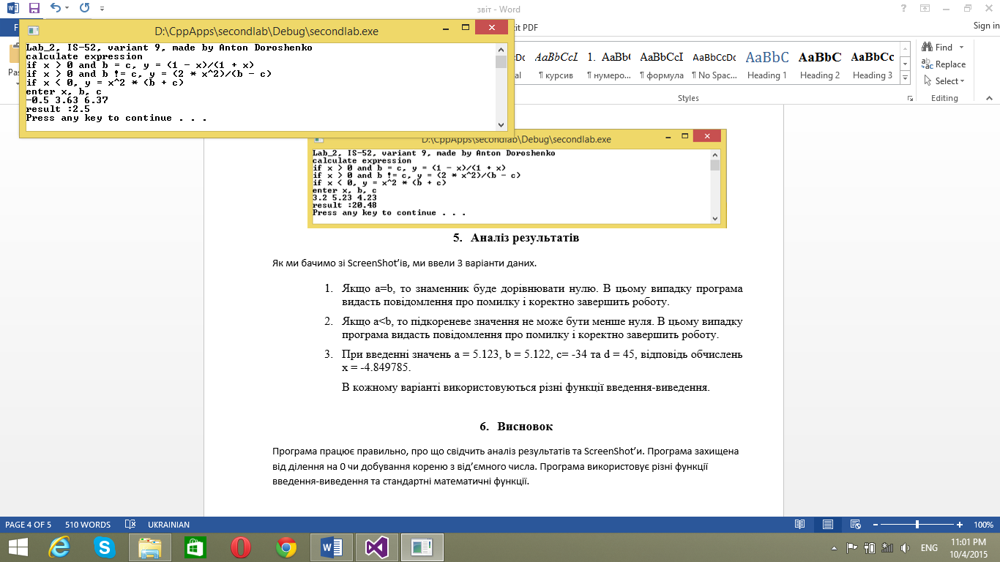 звіт - Word
Sign in
D:\CppApps\secondlab\Debug\secondlab.exe
Lab_2, IS-52, variant 9, made by Anton Doroshenko
calculate expression
if x > 0 and b = c, y = (1 - x)/(1 + x)
if x > 0 and b != c, y = (2 * x^2)/(b - c)
if x < 0, y = x^2 * (b + c)
enter x, b, c
-0.5 3.63 6.37
result :2.5
Press any key to continue . . .
PDF
AaBbCcI 1. AaBbC AaBbCcI AaBbCcDc AaBbC AaBbC AaBbCc
¶ курсив ¶ нумеро... ¶ формула ¶ No Spac... Heading 1 Heading 2 Heading 3
Styles
Find
Replace
Select
Editing
D:\CppApps\secondlab\Debug\secondlab.exe
Lab_2, IS-52, variant 9, made by Anton Doroshenko
calculate expression
if x > 0 and b = c, y = (1 - x)/(1 + x)
if x > 0 and b != c, y = (2 * x^2)/(b - c)
if x < 0, y = x^2 * (b + c)
enter x, b, c
3.2 5.23 4.23
result :20.48
Press any key to continue . . .
5. Аналіз результатів
Як ми бачимо зі ScreenShot’ів, ми ввели 3 варіанти даних.
1. Якщо a=b, то знаменник буде дорівнювати нулю. В цьому випадку програма
видасть повідомлення про помилку і коректно завершить роботу.
2. Якщо a<b, то підкореневе значення не може бути менше нуля. В цьому випадку
програма видасть повідомлення про помилку і коректно завершить роботу.
3. При введенні значень a = 5.123, b = 5.122, c= -34 та d = 45, відповідь обчислень
x = -4.849785.
В кожному варіанті використовуються різні функції введення-виведення.
6. Висновок
Програма працює правильно, про що свідчить аналіз результатів та ScreenShot’и. Програма захищена
від ділення на 0 чи добування кореню з від’ємного числа. Програма використовує різні функції
введення-виведення та стандартні математичні функції.
PAGE 4 OF 5 510 WORDS UKRAINIAN 100%
ENG 11:01 PM
10/4/2015